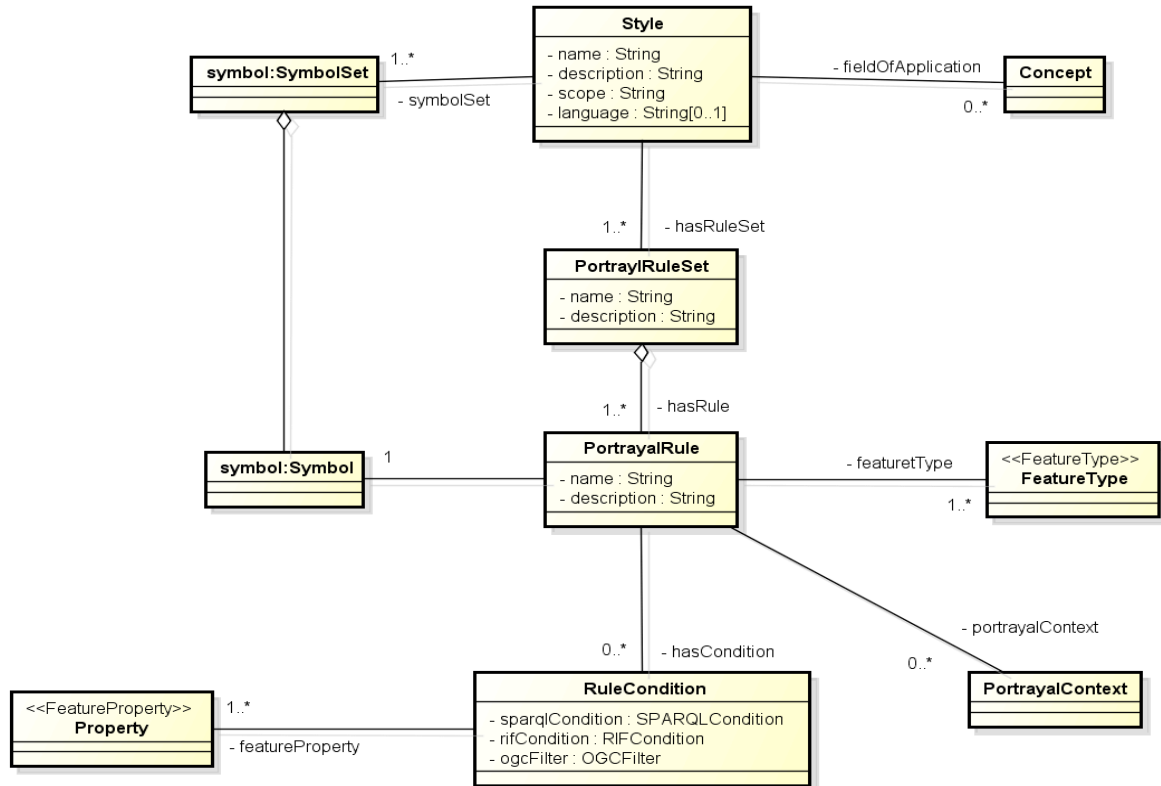 Style
- name : String
- description : String
- scope : String
- language : String[0..1]
symbol:SymbolSet
1..*
- symbolSet
- fieldOfApplication
0..*
Concept
1..*
- hasRuleSet
PortraylRuleSet
- name : String
- description : String
1..*
- hasRule
symbol:Symbol
1
PortrayalRule
- name : String
- description : String
- featuretType
1..*
<<FeatureType>>
FeatureType
- portrayalContext
0..*
PortrayalContext
0..*
- hasCondition
RuleCondition
- sparqlCondition : SPARQLCondition
- rifCondition : RIFCondition
- ogcFilter : OGCFilter
<<FeatureProperty>>
Property
1..*
- featureProperty